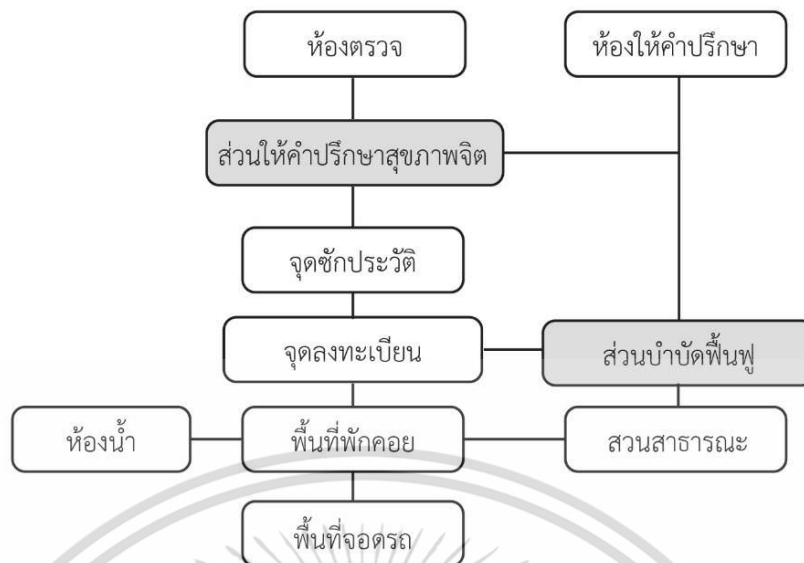 ห้องตรวจ
ห้องให้คำปรึกษา
ส่วนให้คำปรึกษาสุขภาพจิต
จุดซักประวัติ
จุดลงทะเบียน
ส่วนบำบัดฟื้นฟู
ห้องน้ำ
พื้นที่พักคอย
สวนสาธารณะ
พื้นที่จอดรถ